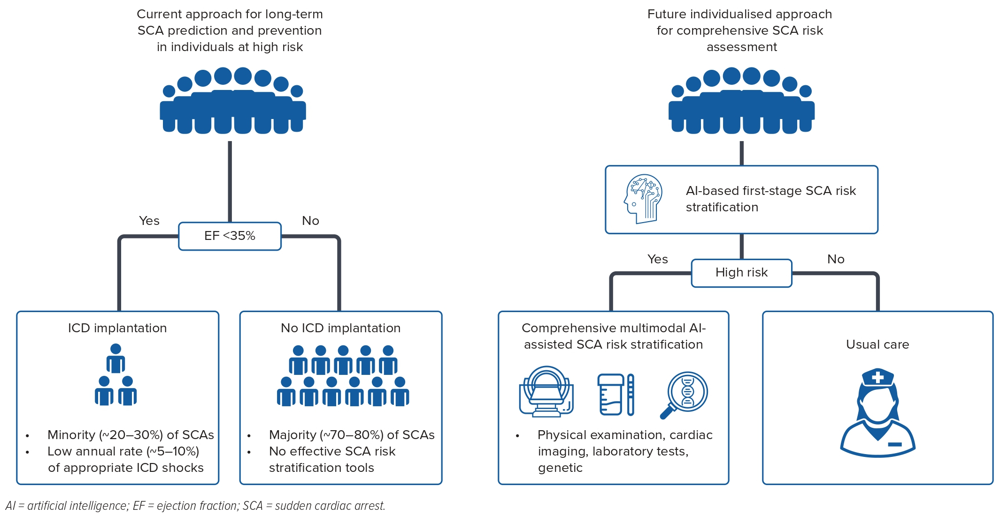 Current approach for long-term
SCA prediction and prevention
in individuals at high risk
Yes
EF <35%
No
ICD implantation
• Minority (~20–30%) of SCAs
• Low annual rate (~5–10%)
of appropriate ICD shocks
No ICD implantation
• Majority (~70–80%) of SCAs
• No effective SCA risk
stratification tools
Future individualised approach
for comprehensive SCA risk
assessment
AI-based first-stage SCA risk
stratification
Yes
High risk
No
Comprehensive multimodal AI-
assisted SCA risk stratification
• Physical examination, cardiac
imaging, laboratory tests,
genetic
Usual care
AI = artificial intelligence; EF = ejection fraction; SCA = sudden cardiac arrest.